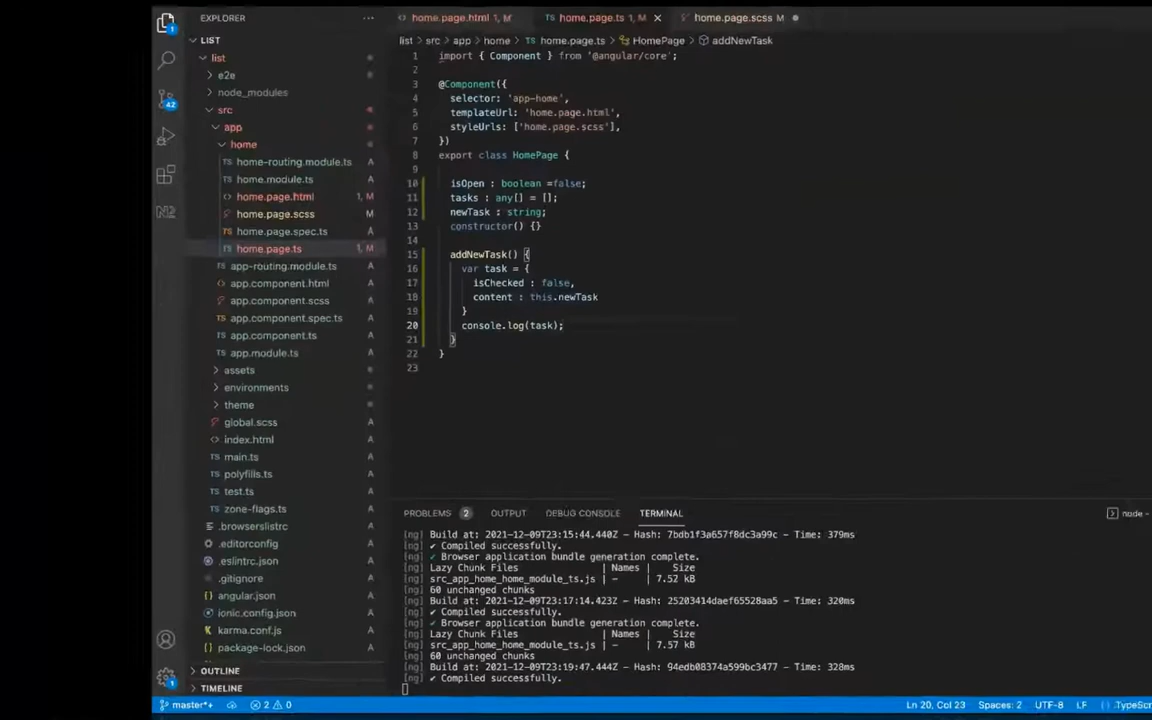 EXPLORER
LIST
list
e2e
node_modules
src
app
home
home-routing.module.ts A
home.module.ts A
home.page.html 1, M
home.page.scss M
home.page.spec.ts A
home.page.ts 1, M
app-routing.module.ts A
app.component.html A
app.component.scss A
app.component.spec.ts A
app.component.ts A
app.module.ts A
assets
environments
theme
global.scss A
index.html A
main.ts A
polyfills.ts A
test.ts A
zone-flags.ts A
.browserslistrc A
.editorconfig A
.eslintrc.json A
.gitignore A
angular.json A
ionic.config.json A
karma.conf.js A
package-lock.json A
OUTLINE
TIMELINE
1
42
1
home.page.html 1, M
home.page.ts 1, M
home.page.scss M
list > src > app > home > home.page.ts > HomePage > addNewTask
1 import { Component } from '@angular/core';
2
3 @Component({
4 selector: 'app-home',
5 templateUrl: 'home.page.html',
6 styleUrls: ['home.page.scss'],
7 })
8 export class HomePage {
9
10 isOpen : boolean =false;
11 tasks : any[] = [];
12 newTask : string;
13 constructor() {}
14
15 addNewTask() {
16 var task = {
17 isChecked : false,
18 content : this.newTask
19 }
20 console.log(task);
21 }
22 }
23
PROBLEMS 2 OUTPUT DEBUG CONSOLE TERMINAL
node
[ng] Build at: 2021-12-09T23:15:44.440Z - Hash: 7bdb1f3a657f8dc3a99c - Time: 379ms
[ng] ✔ Compiled successfully.
[ng] ✔ Browser application bundle generation complete.
[ng] Lazy Chunk Files | Names | Size
[ng] src_app_home_home_module_ts.js | - | 7.52 kB
[ng] 60 unchanged chunks
[ng] Build at: 2021-12-09T23:17:14.423Z - Hash: 25203414daef65528aa5 - Time: 320ms
[ng] ✔ Compiled successfully.
[ng] ✔ Browser application bundle generation complete.
[ng] Lazy Chunk Files | Names | Size
[ng] src_app_home_home_module_ts.js | - | 7.57 kB
[ng] 60 unchanged chunks
[ng] Build at: 2021-12-09T23:19:47.444Z - Hash: 94edb08374a599bc3477 - Time: 328ms
[ng] ✔ Compiled successfully.
master*+ 2 0 Ln 20, Col 23 Spaces: 2 UTF-8 LF TypeScr